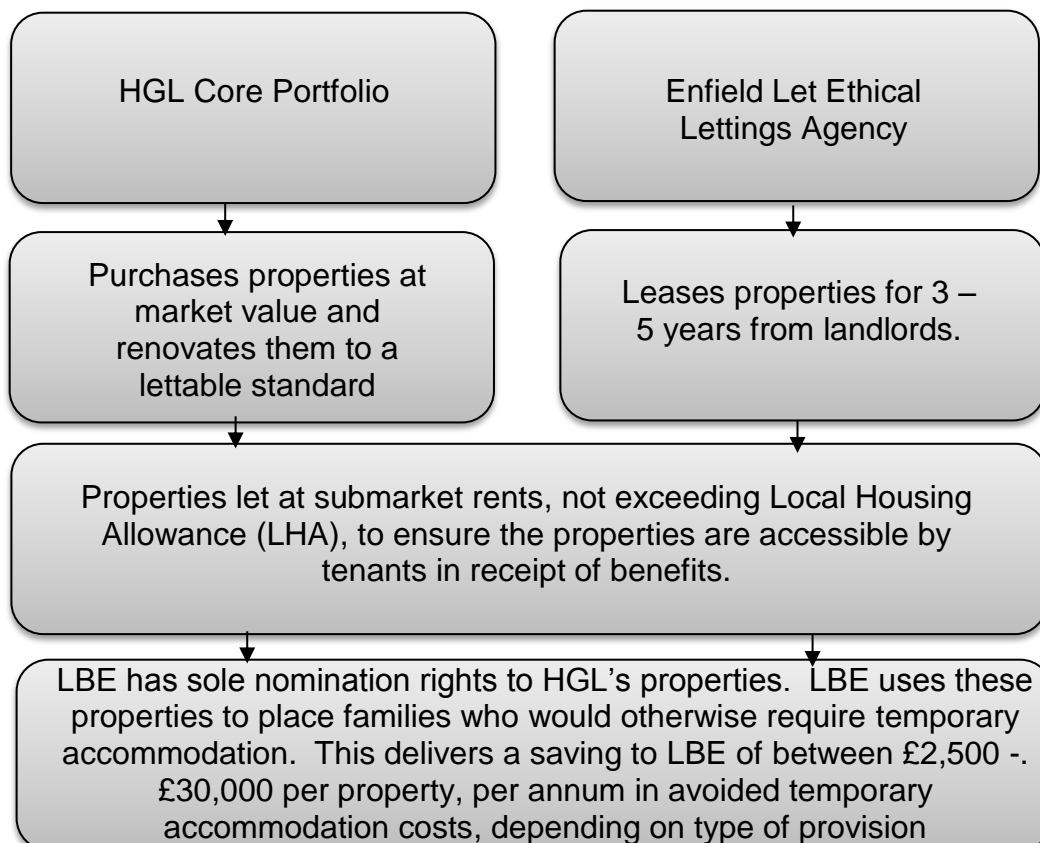 HGL Core Portfolio
Enfield Let Ethical
Lettings Agency
Purchases properties at
market value and
renovates them to a
lettable standard
Leases properties for 3 –
5 years from landlords.
Properties let at submarket rents, not exceeding Local Housing
Allowance (LHA), to ensure the properties are accessible by
tenants in receipt of benefits.
LBE has sole nomination rights to HGL’s properties.  LBE uses these
properties to place families who would otherwise require temporary
accommodation.  This delivers a saving to LBE of between £2,500 -.
£30,000 per property, per annum in avoided temporary
accommodation costs, depending on type of provision